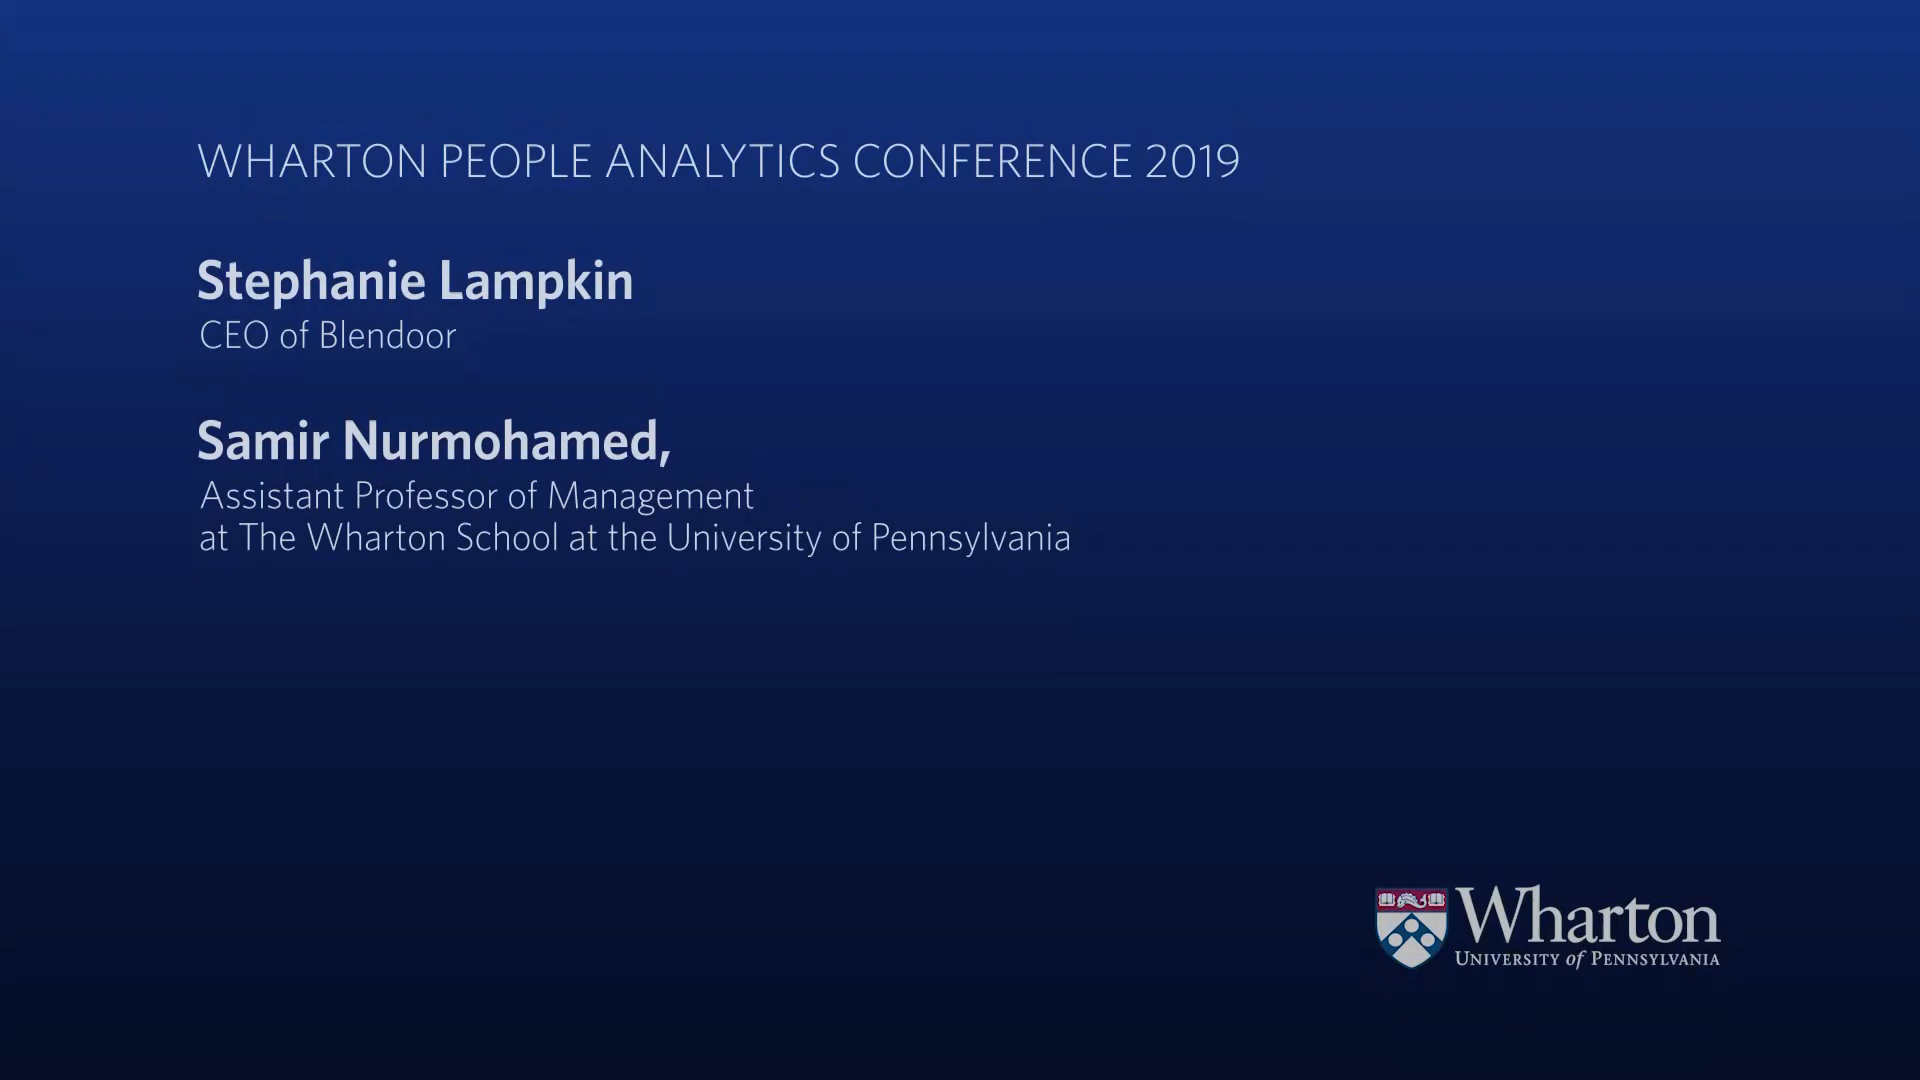 WHARTON PEOPLE ANALYTICS CONFERENCE 2019
Stephanie Lampkin
CEO of Blendoor
Samir Nurmohamed,
Assistant Professor of Management
at The Wharton School at the University of Pennsylvania
Wharton
UNIVERSITY of PENNSYLVANIA